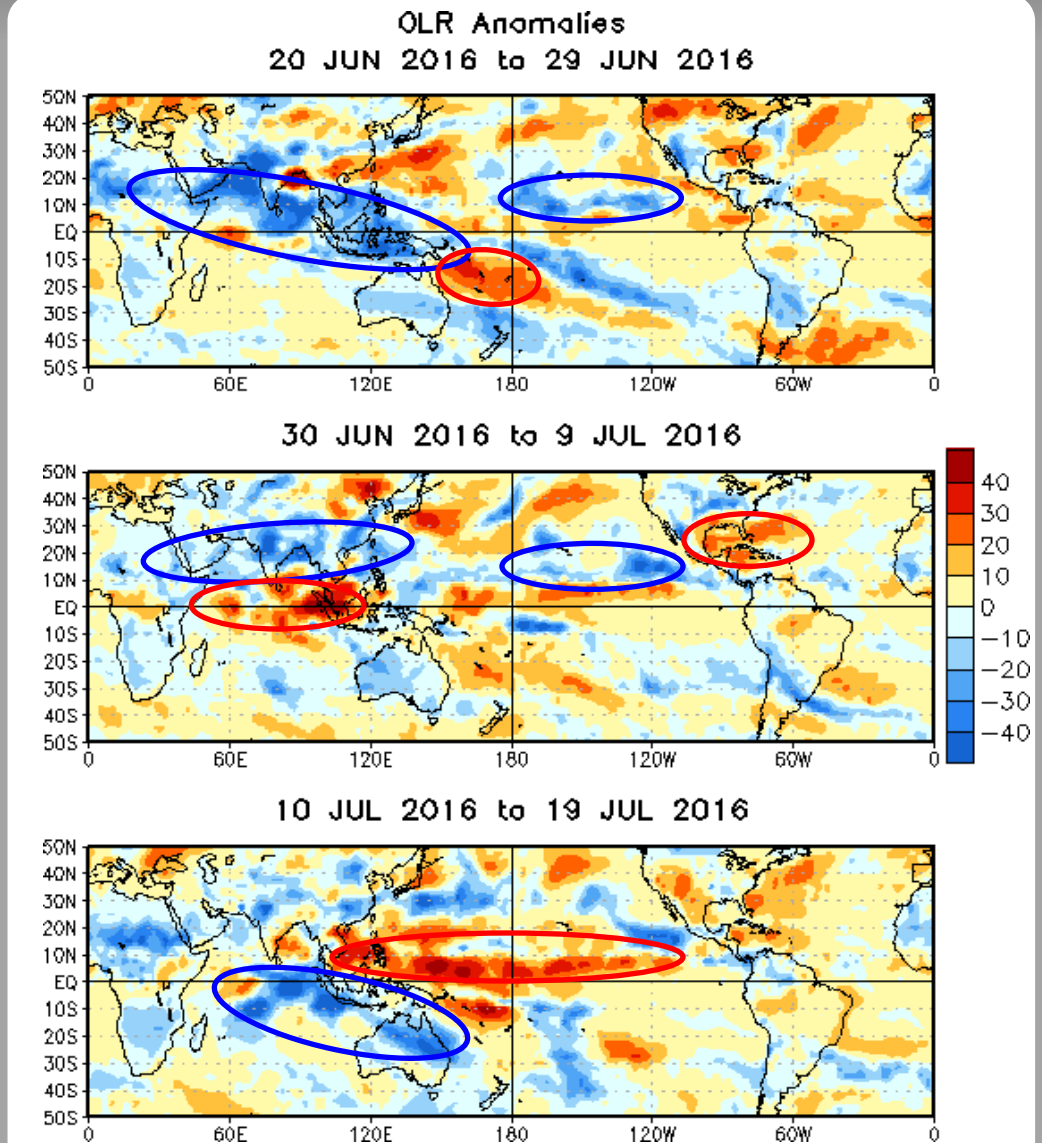 OLR Anomalies
20 JUN 2016 to 29 JUN 2016
50N
40N
30N
20N
10N
EQ
10S
20S
30S
40S
50S
0 60E 120E 180 120W 60W 0
30 JUN 2016 to 9 JUL 2016
50N
40N
30N
20N
10N
EQ
10S
20S
30S
40S
50S
0 60E 120E 180 120W 60W 0
40
30
20
10
0
−10
−20
−30
−40
10 JUL 2016 to 19 JUL 2016
50N
40N
30N
20N
10N
EQ
10S
20S
30S
40S
50S
0 60E 120E 180 120W 60W 0